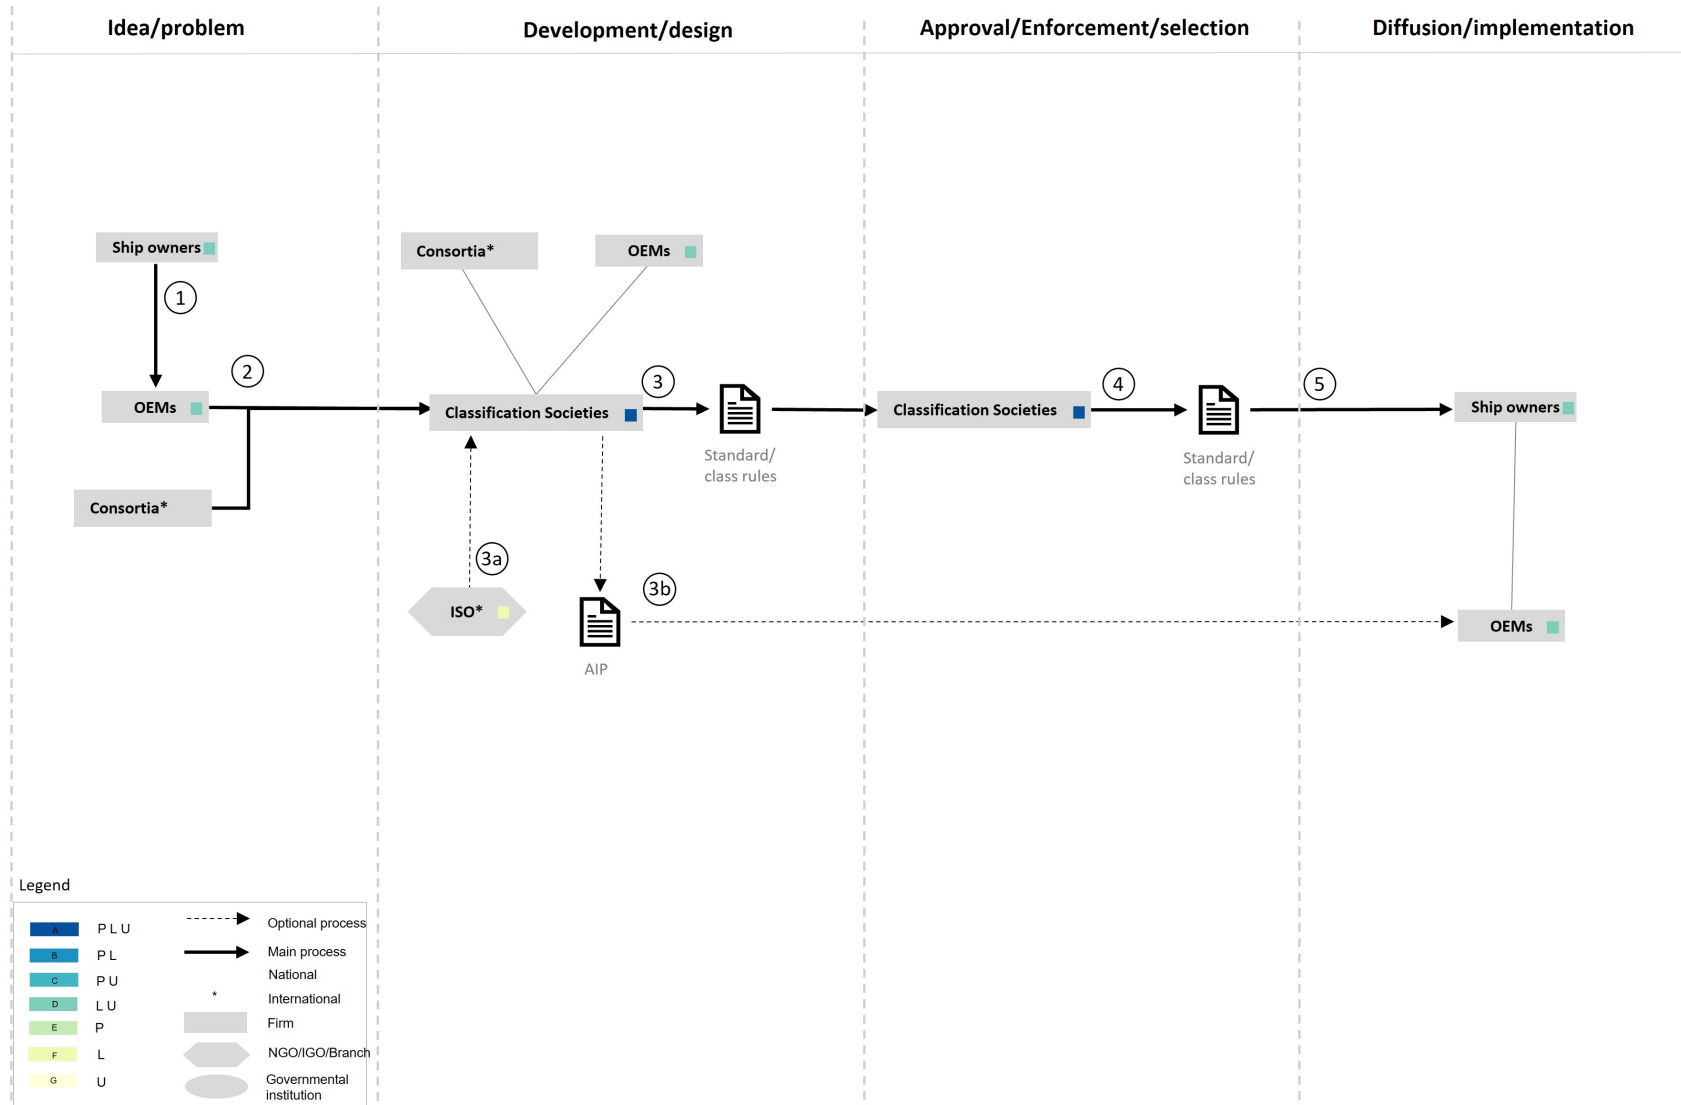 Idea/problem
Development/design
Approval/Enforcement/selection
Diffusion/implementation
Ship owners
1
OEMs
2
Consortia*
Consortia*
OEMs
Classification Societies
3
Standard/
class rules
3a
ISO*
3b
AIP
Classification Societies
4
Standard/
class rules
5
Ship owners
OEMs
Legend
A P L U
B P L
C P U
D L U
E P
F L
G U
Optional process
Main process
National
* International
Firm
NGO/IGO/Branch
Governmental
institution